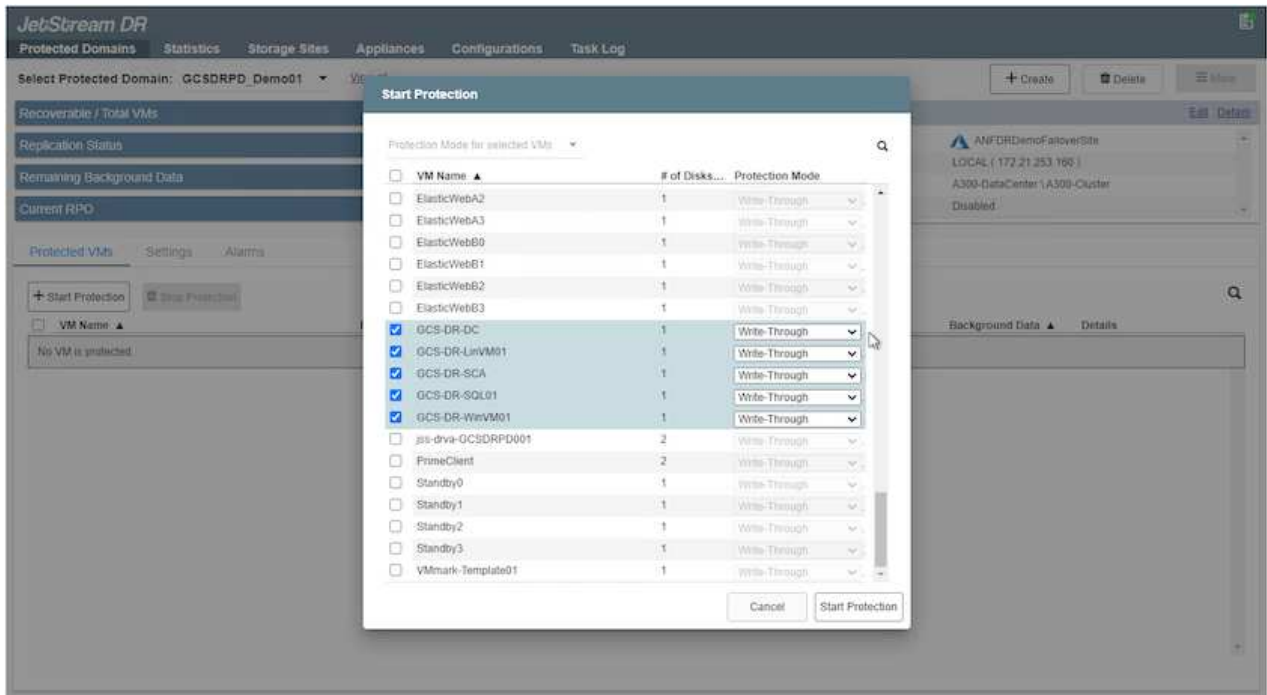 JetStream DR
Protected Domains Statistics Storage Sites Appliances Configurations Task Log
Select Protected Domain: GCSDRPD_Demo01
+ Create Delete More
Recoverable / Total VMs
Edit Details
Replication Status
ANFDRDemoFailoverSite
LOCAL ( 172.21.253.160 )
Remaining Background Data
A300-DataCenter \ A300-Cluster
Current RPO
Disabled
Protected VMs Settings Alarms
+ Start Protection Stop Protection
VM Name ▲
Background Data ▲ Details
No VM is protected.
Start Protection
Protection Mode for selected VMs
VM Name ▲ # of Disks... Protection Mode
ElasticWebA2 1 Write-Through
ElasticWebA3 1 Write-Through
ElasticWebB0 1 Write-Through
ElasticWebB1 1 Write-Through
ElasticWebB2 1 Write-Through
ElasticWebB3 1 Write-Through
GCS-DR-DC 1 Write-Through
GCS-DR-LinVM01 1 Write-Through
GCS-DR-SCA 1 Write-Through
GCS-DR-SQL01 1 Write-Through
GCS-DR-WinVM01 1 Write-Through
jss-drva-GCSDRPD001 2 Write-Through
PrimeClient 2 Write-Through
Standby0 1 Write-Through
Standby1 1 Write-Through
Standby2 1 Write-Through
Standby3 1 Write-Through
VMmark-Template01 1 Write-Through
Cancel Start Protection